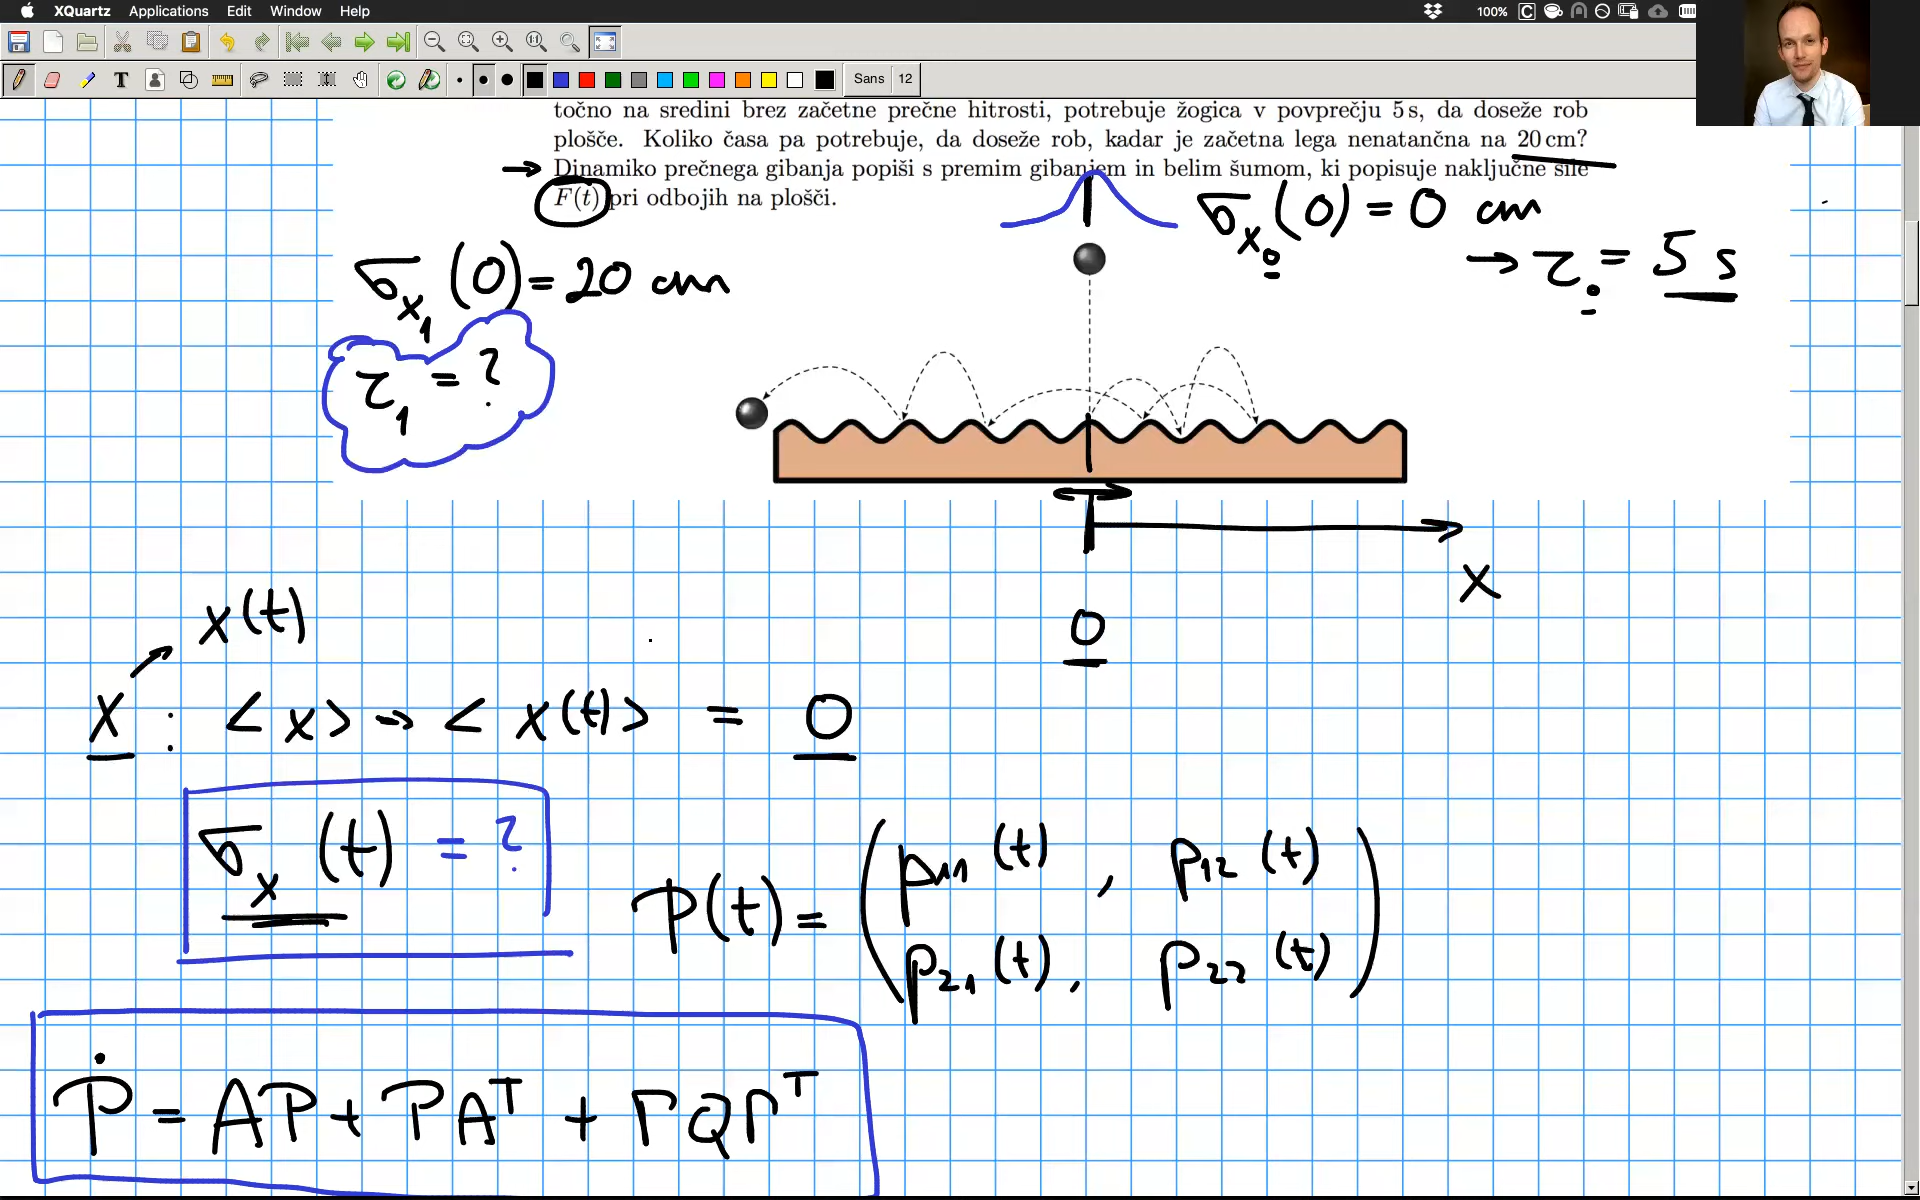 XQuartz Applications Edit Window Help
100%
T Sans 12
točno na sredini brez začetne prečne hitrosti, potrebuje žogica v povprečju 5 s, da doseže rob
plošče. Koliko časa pa potrebuje, da doseže rob, kadar je začetna lega nenatančna na 20 cm?
→ Dinamiko prečnega gibanja popiši s premim gibanjem in belim šumom, ki popisuje naključne sile
F(t) pri odbojih na plošči.
σ_x₀(0) = 0 cm
→ τ₀ = 5 s
σ_x₁(0) = 20 cm
τ₁ = ?
x
0
x(t)
x : <x> → <x(t)> = 0
σ_x(t) = ?
P(t) = ( p₁₁(t) , p₁₂(t)
p₂₁(t) , p₂₂(t) )
Ṗ = AP + PAᵀ + ΓQΓᵀ